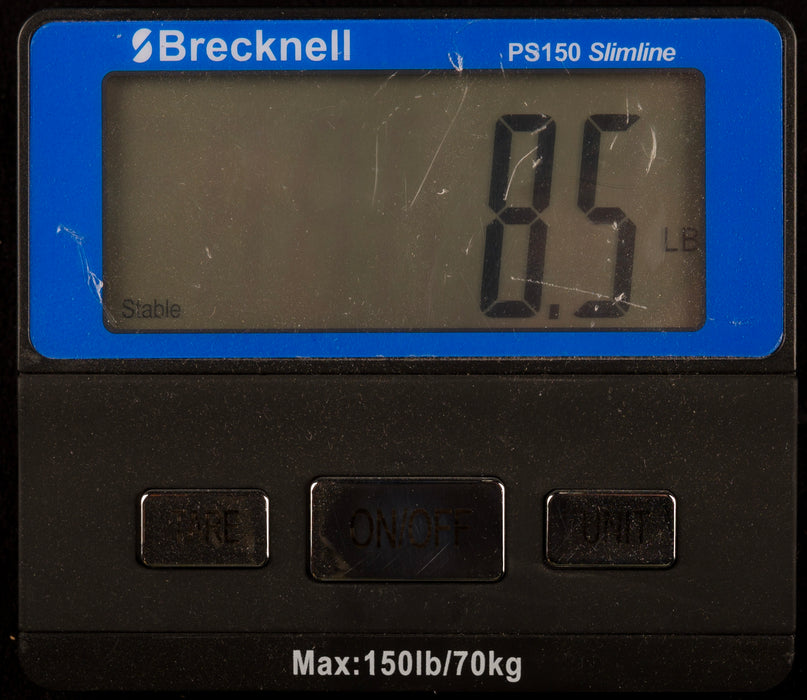 Brecknell PS150 Slimline
8.5 LB
Stable
ON/OFF UNIT
Max:150lb/70kg